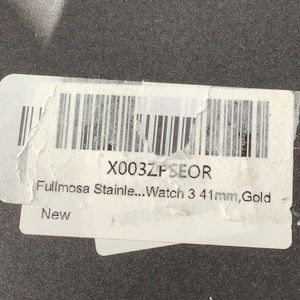 X003ZPSEOR
Fullmosa Stainle...Watch 3 41mm,Gold
New